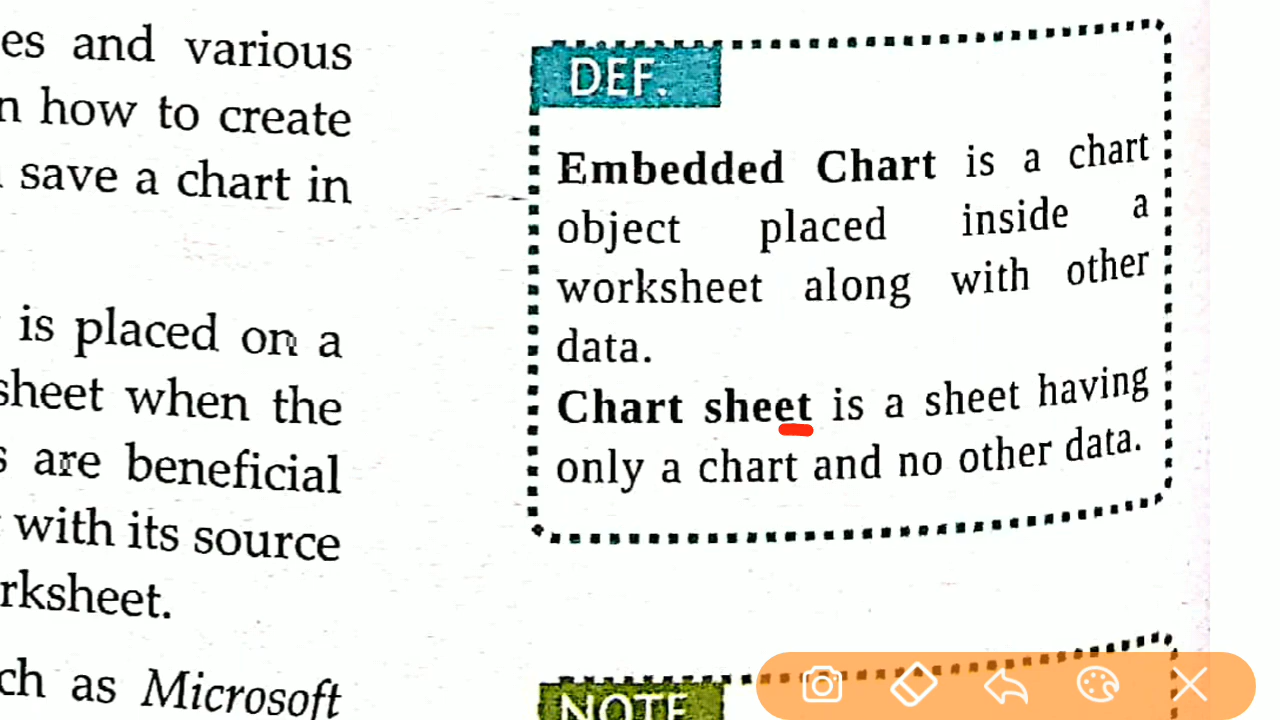 es and various
n how to create
save a chart in
is placed on a
sheet when the
s are beneficial
with its source
rksheet.
ch as Microsoft
DEF.
Embedded Chart is a chart
object placed inside a
worksheet along with other
data.
Chart sheet is a sheet having
only a chart and no other data.
NOTE